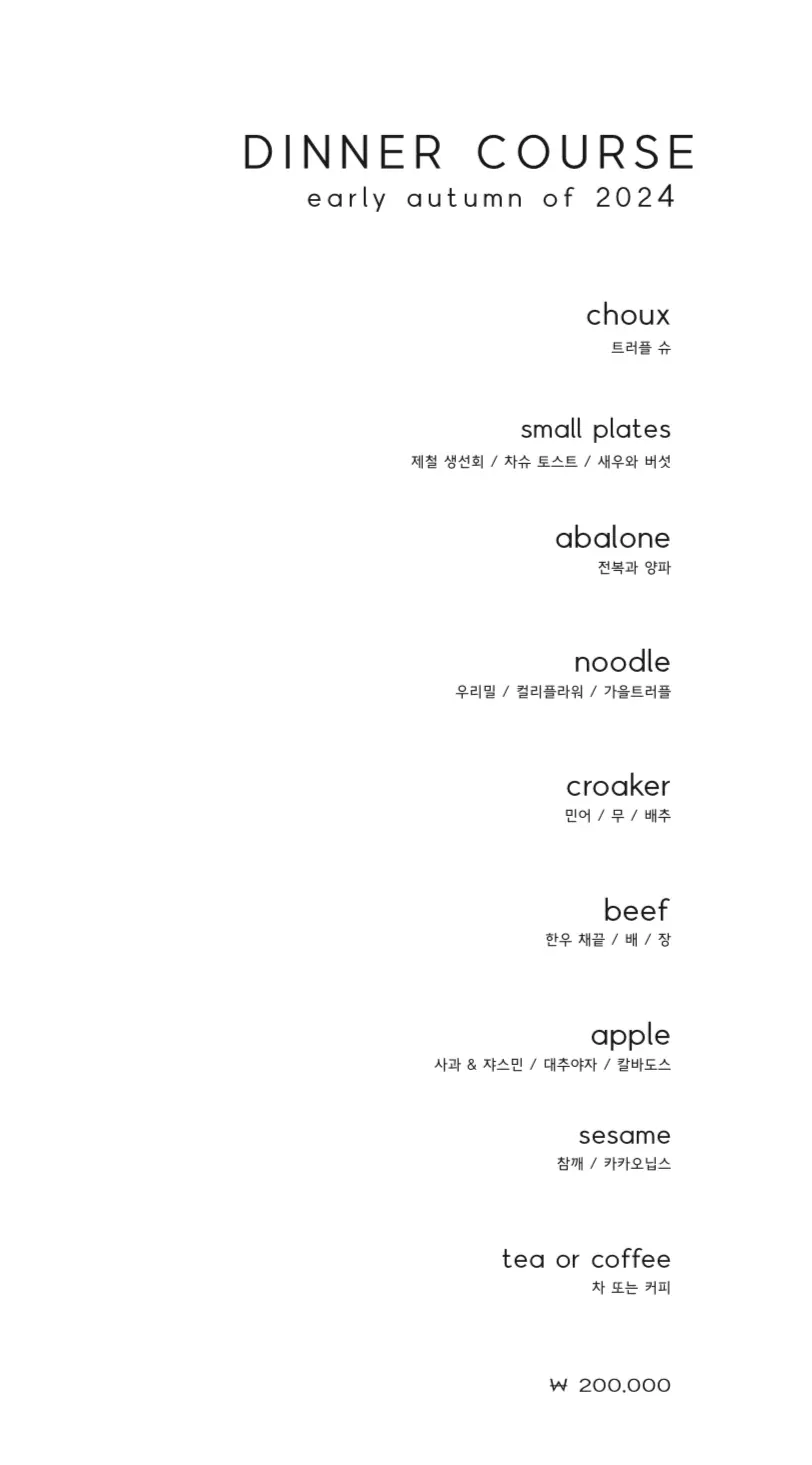 DINNER COURSE
early autumn of 2024
choux
트러플 슈
small plates
제철 생선회 / 차슈 토스트 / 새우와 버섯
abalone
전복과 양파
noodle
우리밀 / 컬리플라워 / 가을트러플
croaker
민어 / 무 / 배추
beef
한우 채끝 / 배 / 장
apple
사과 & 쟈스민 / 대추야자 / 칼바도스
sesame
참깨 / 카카오닙스
tea or coffee
차 또는 커피
₩ 200,000